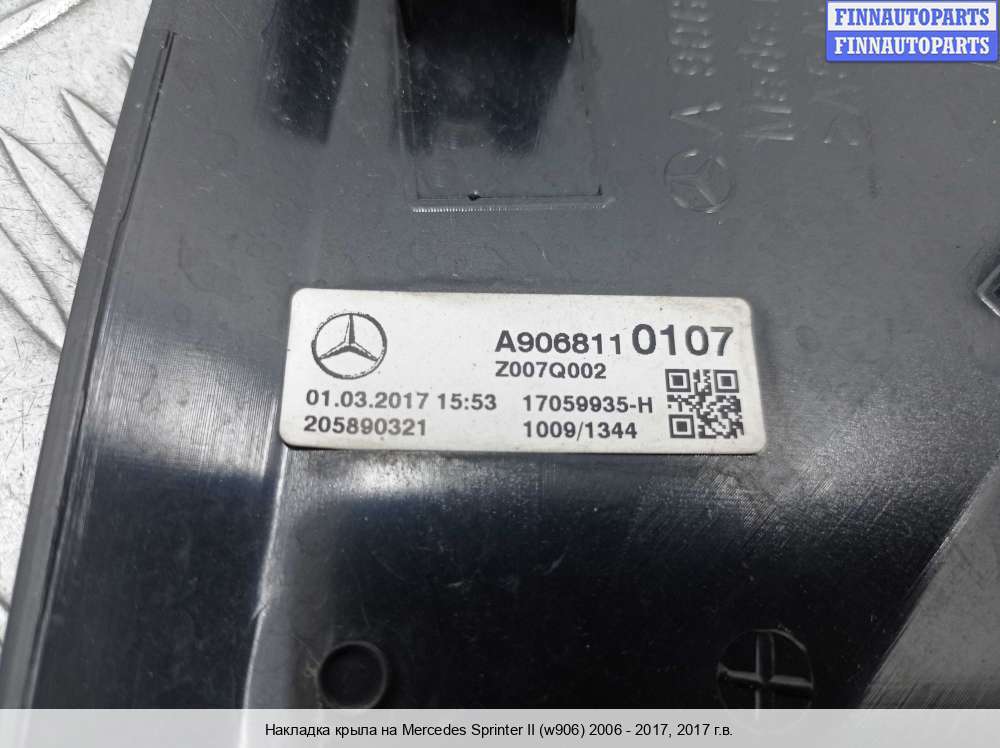 FINNAUTOPARTS
FINNAUTOPARTS
A906811 0107
Z007Q002
01.03.2017 15:53 17059935-H
205890321 1009/1344
Накладка крыла на Mercedes Sprinter II (w906) 2006 - 2017, 2017 г.в.